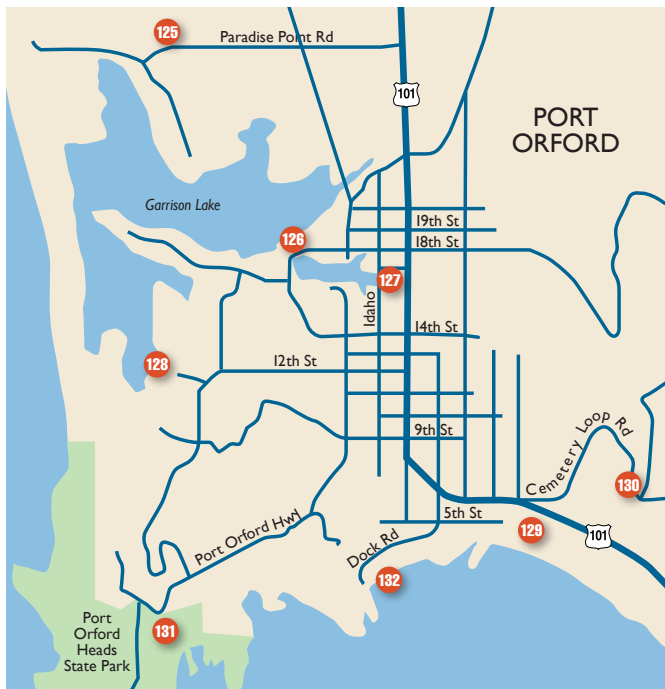 125
Paradise Point Rd
101
PORT
ORFORD
Garrison Lake
19th St
126
18th St
127
Idaho
14th St
128
12th St
9th St
Cemetery Loop Rd
130
5th St
129
101
Port Orford Hwy
Dock Rd
132
131
Port
Orford
Heads
State Park